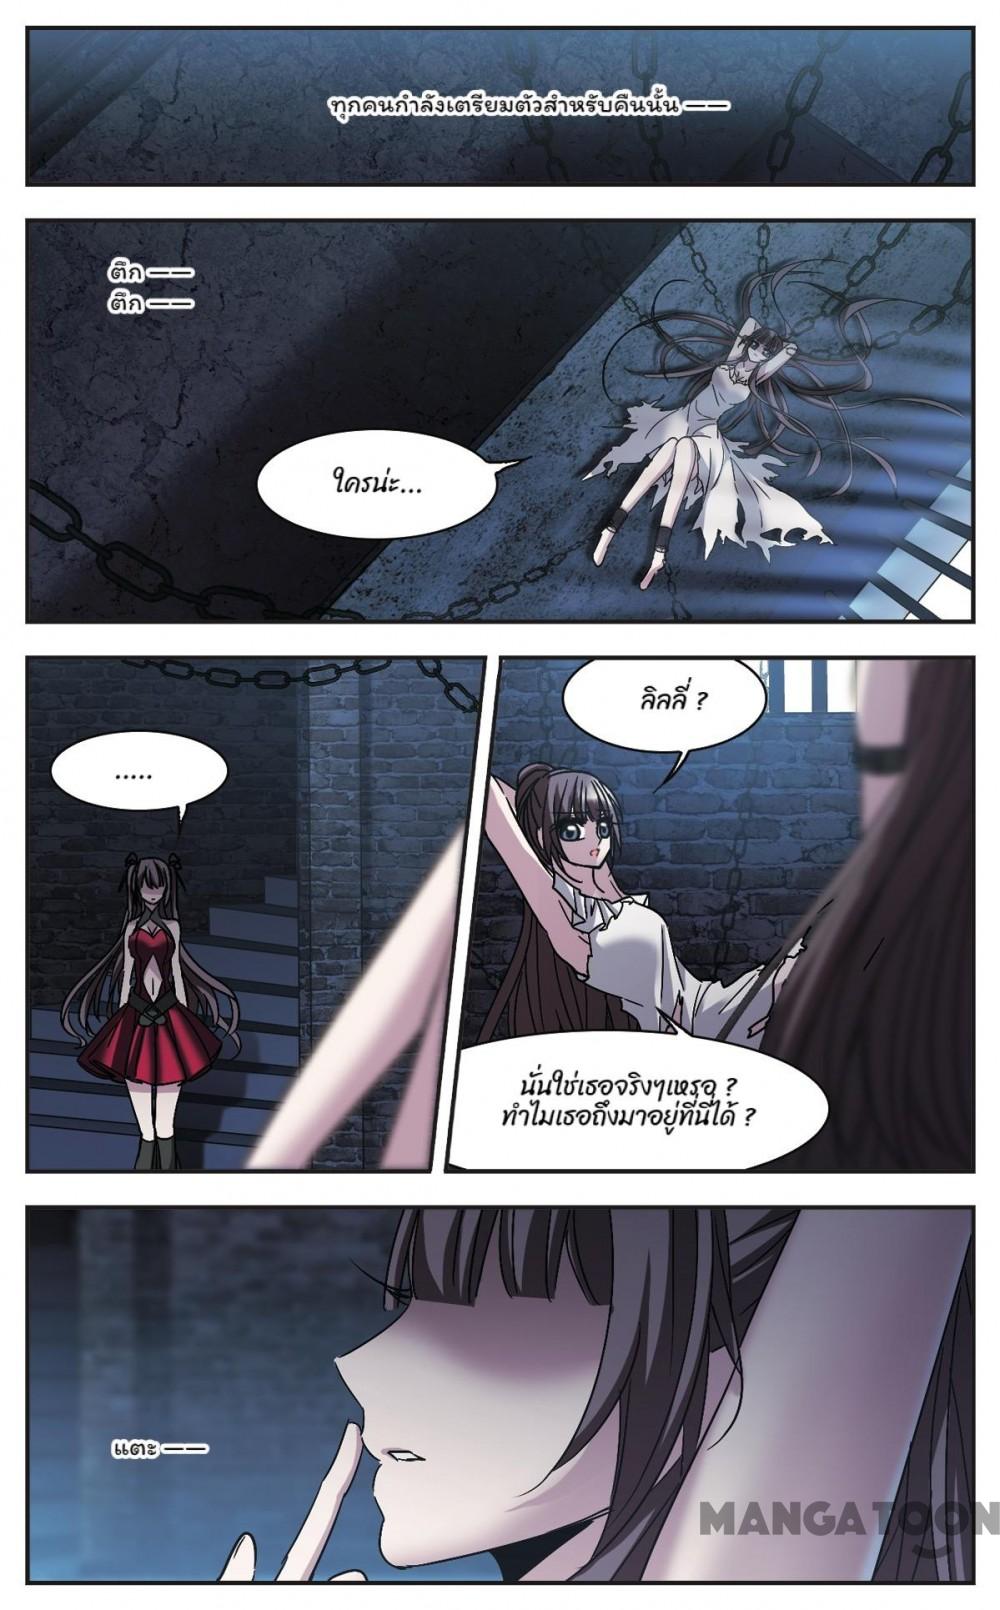 ทุกคนกำลังเตรียมตัวสำหรับคืนนั้น ——
ตึก ——
ตึก ——
ใครน่ะ...
.....
ลิลลี่ ?
นั่นใช่เธอจริงๆเหรอ ?
ทำไมเธอถึงมาอยู่ที่นี่ได้ ?
แตะ ——
MANGATOON